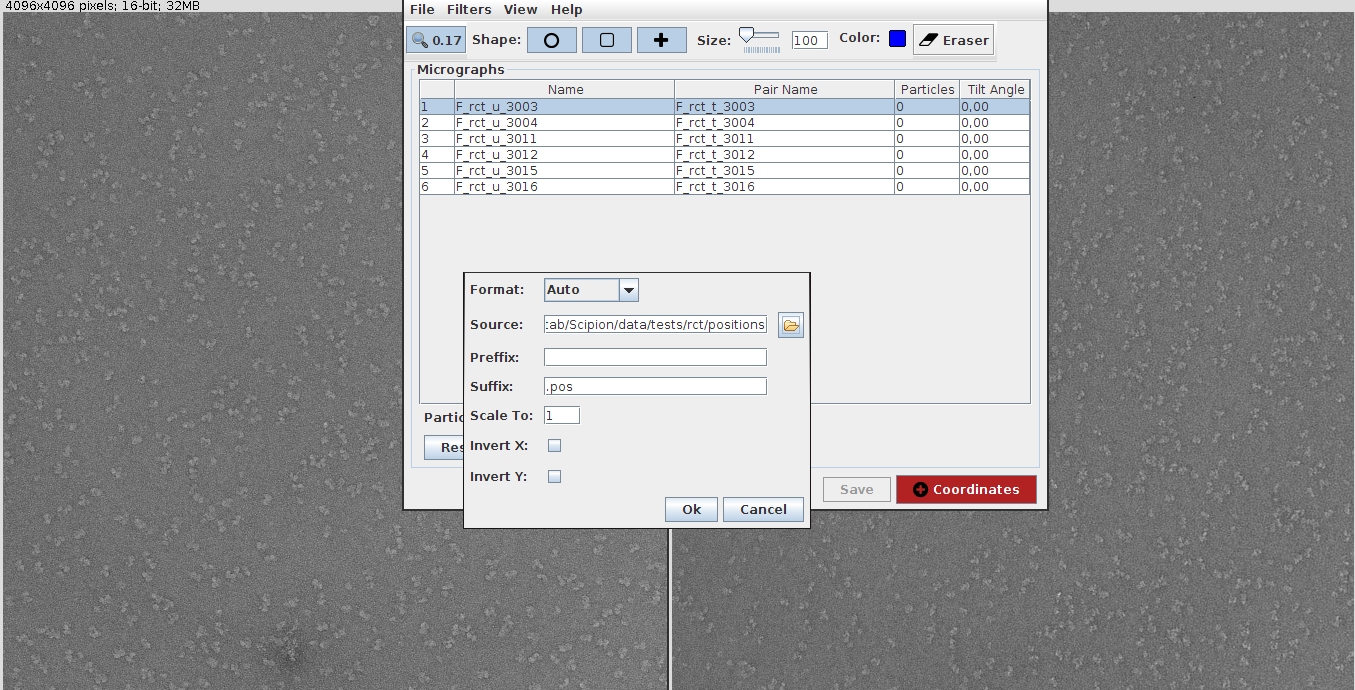 4096x4096 pixels; 16-bit; 32MB
File Filters View Help
0.17 Shape: Size: 100 Color: Eraser
Micrographs
Name Pair Name Particles Tilt Angle
1 F_rct_u_3003 F_rct_t_3003 0 0,00
2 F_rct_u_3004 F_rct_t_3004 0 0,00
3 F_rct_u_3011 F_rct_t_3011 0 0,00
4 F_rct_u_3012 F_rct_t_3012 0 0,00
5 F_rct_u_3015 F_rct_t_3015 0 0,00
6 F_rct_u_3016 F_rct_t_3016 0 0,00
Format: Auto
Source: :ab/Scipion/data/tests/rct/positions
Preffix:
Suffix: .pos
Scale To: 1
Partic
Invert X:
Res
Invert Y:
Save Coordinates
Ok Cancel